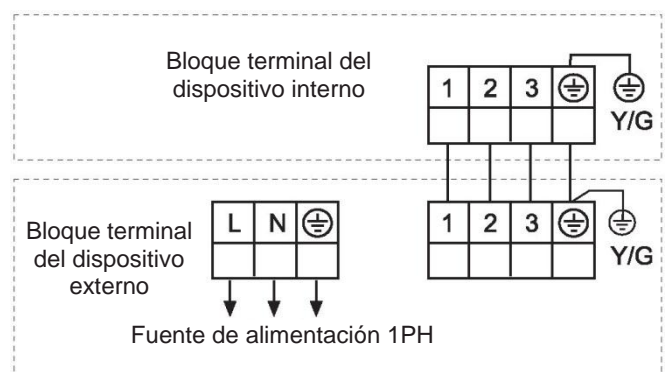 Bloque terminal del
dispositivo interno
1 2 3
Y/G
Bloque terminal
del dispositivo
externo
L N
1 2 3
Y/G
Fuente de alimentación 1PH